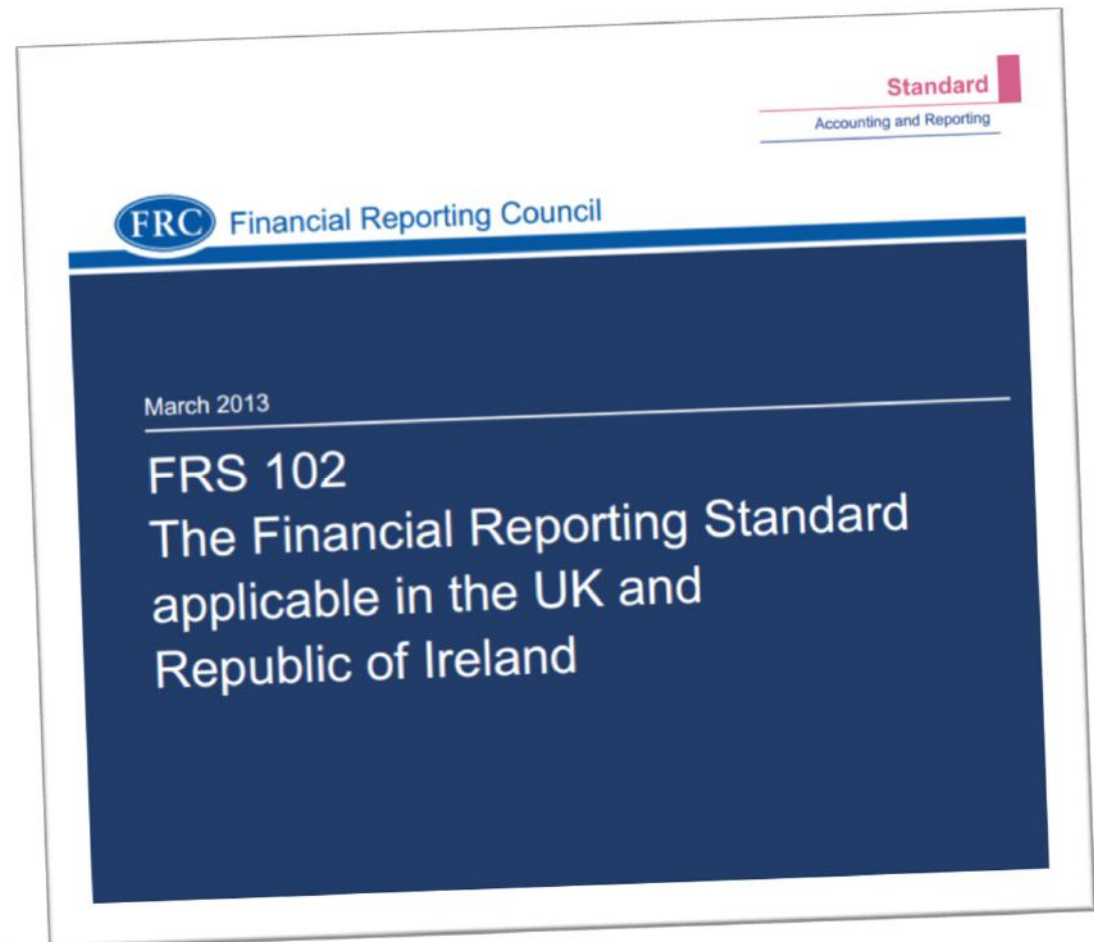 Standard
Accounting and Reporting
FRC Financial Reporting Council
March 2013
FRS 102
The Financial Reporting Standard
applicable in the UK and
Republic of Ireland